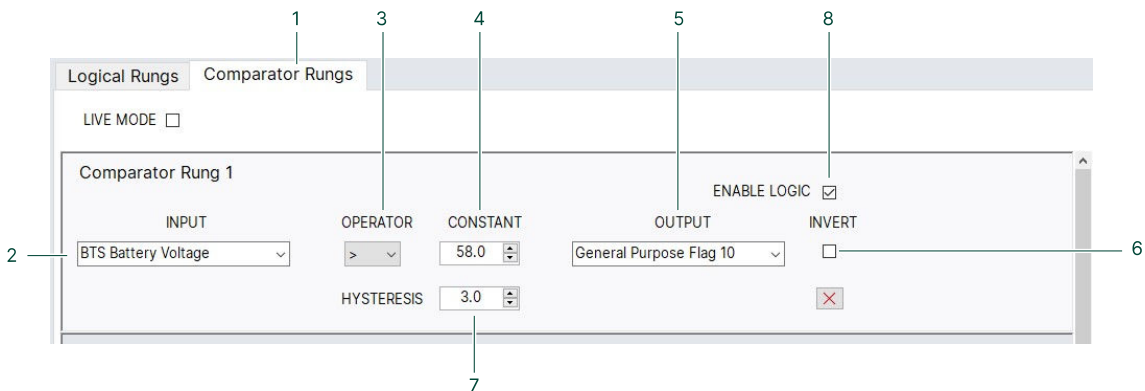 1 3 4 5 8
Logical Rungs Comparator Rungs
LIVE MODE
Comparator Rung 1
ENABLE LOGIC
INPUT OPERATOR CONSTANT OUTPUT INVERT
2 BTS Battery Voltage > 58.0 General Purpose Flag 10 6
HYSTERESIS 3.0
7